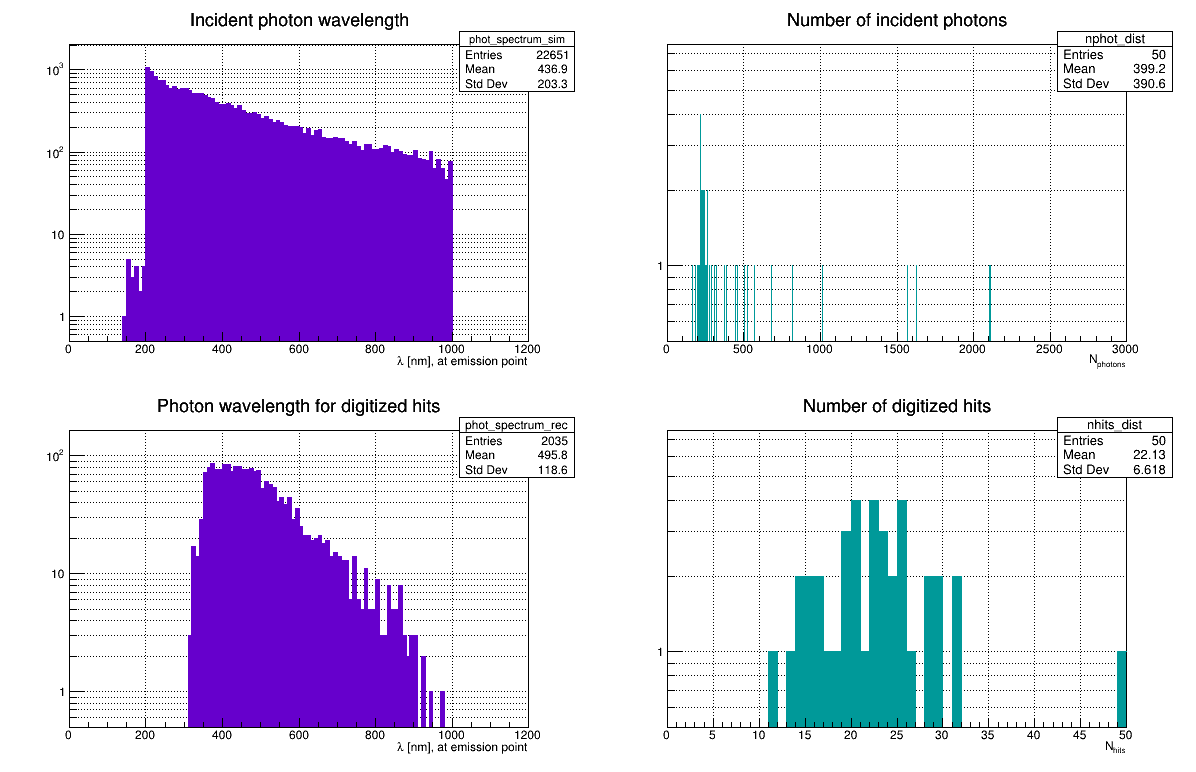 Incident photon wavelength
phot_spectrum_sim
Entries 22651
Mean 436.9
Std Dev 203.3
10³
10²
10
1
0 200 400 600 800 1000 1200
λ [nm], at emission point
Number of incident photons
nphot_dist
Entries 50
Mean 399.2
Std Dev 390.6
1
0 500 1000 1500 2000 2500 3000
N_photons
Photon wavelength for digitized hits
phot_spectrum_rec
Entries 2035
Mean 495.8
Std Dev 118.6
10²
10
1
0 200 400 600 800 1000 1200
λ [nm], at emission point
Number of digitized hits
nhits_dist
Entries 50
Mean 22.13
Std Dev 6.618
1
0 5 10 15 20 25 30 35 40 45 50
N_hits